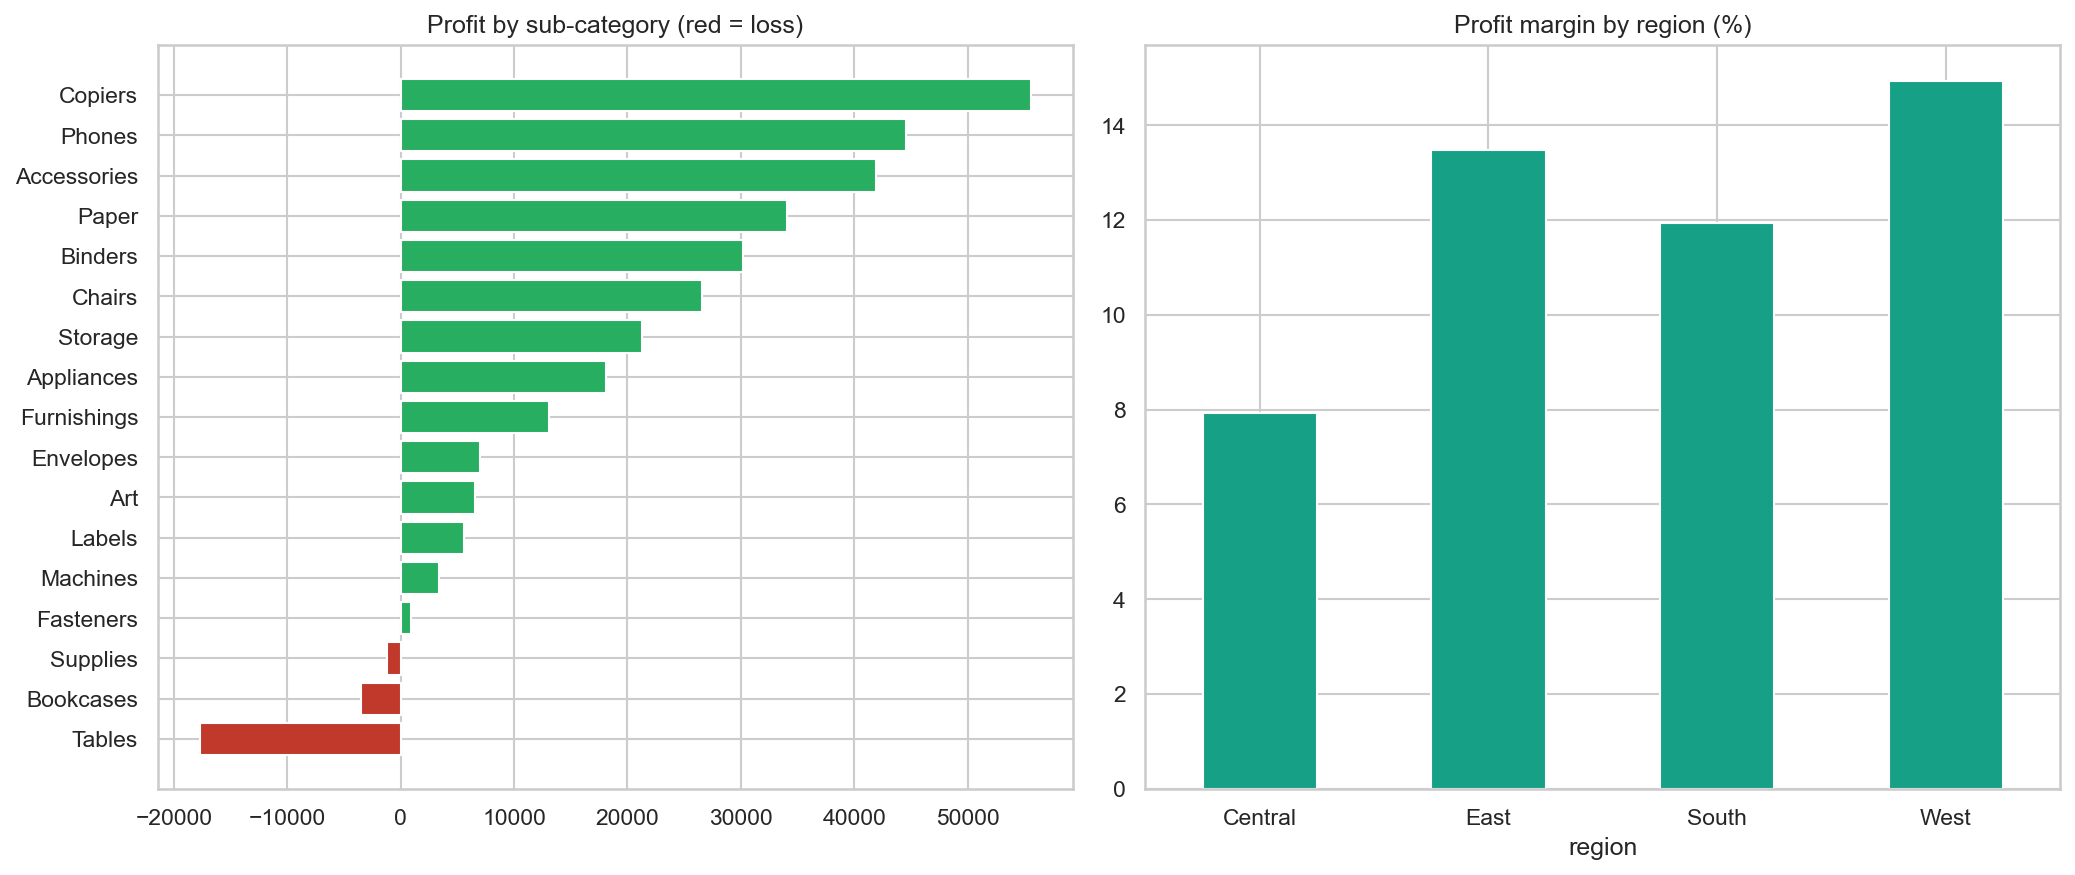 Profit by sub-category (red = loss)
Copiers
Phones
Accessories
Paper
Binders
Chairs
Storage
Appliances
Furnishings
Envelopes
Art
Labels
Machines
Fasteners
Supplies
Bookcases
Tables
−20000 −10000 0 10000 20000 30000 40000 50000
Profit margin by region (%)
14
12
10
8
6
4
2
0
Central East South West
region